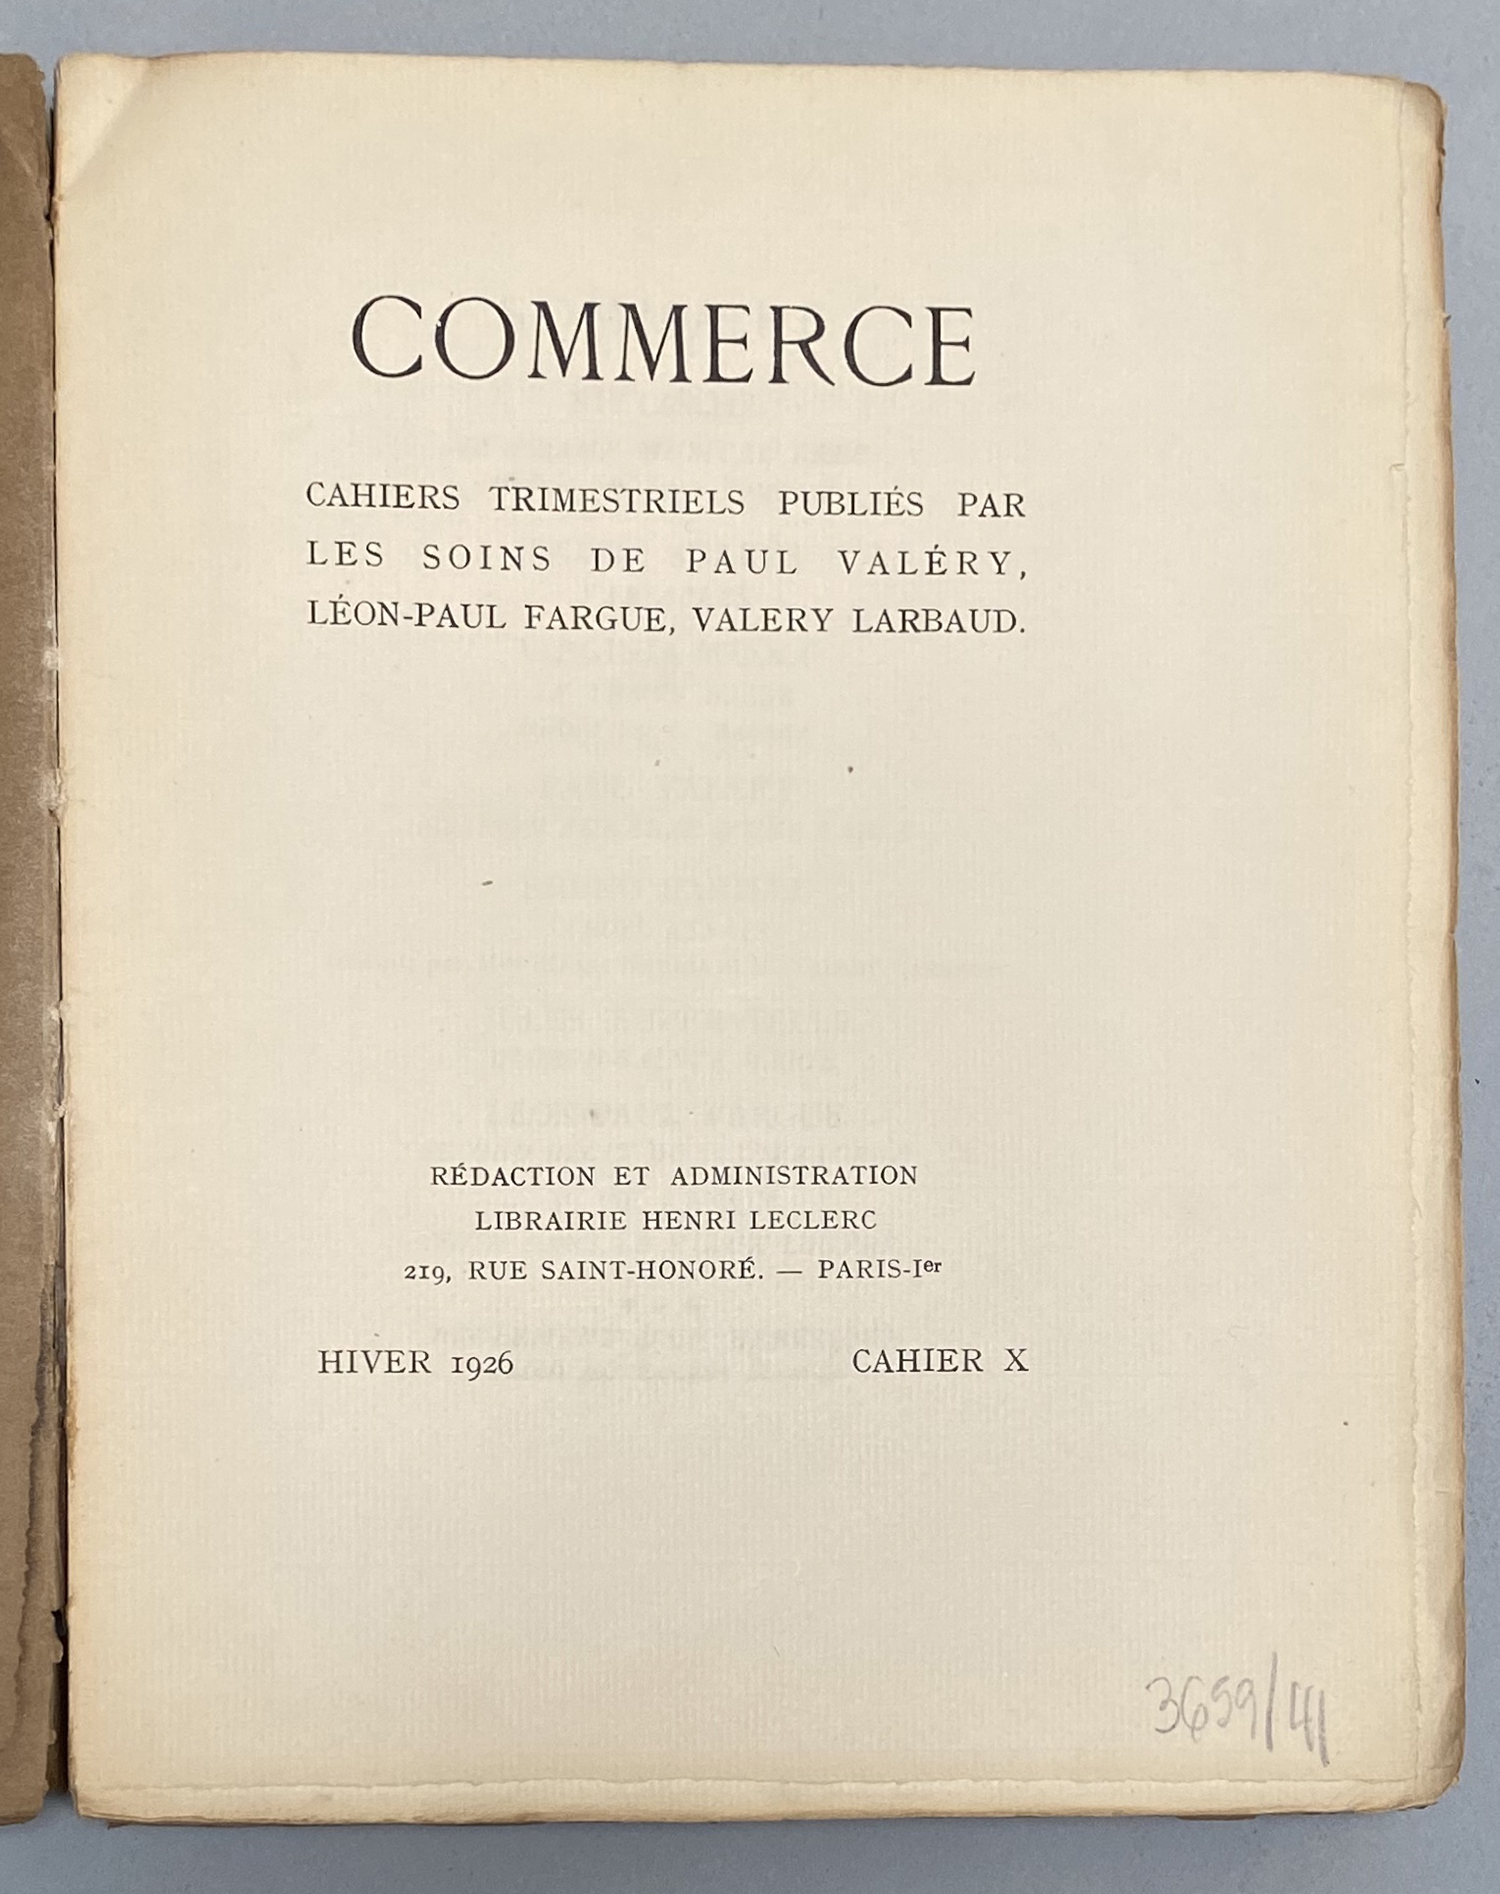 COMMERCE
CAHIERS TRIMESTRIELS PUBLIÉS PAR
LES SOINS DE PAUL VALÉRY,
LÉON-PAUL FARGUE, VALERY LARBAUD.
RÉDACTION ET ADMINISTRATION
LIBRAIRIE HENRI LECLERC
219, RUE SAINT-HONORÉ. — PARIS-Ier
HIVER 1926 CAHIER X
3659/41